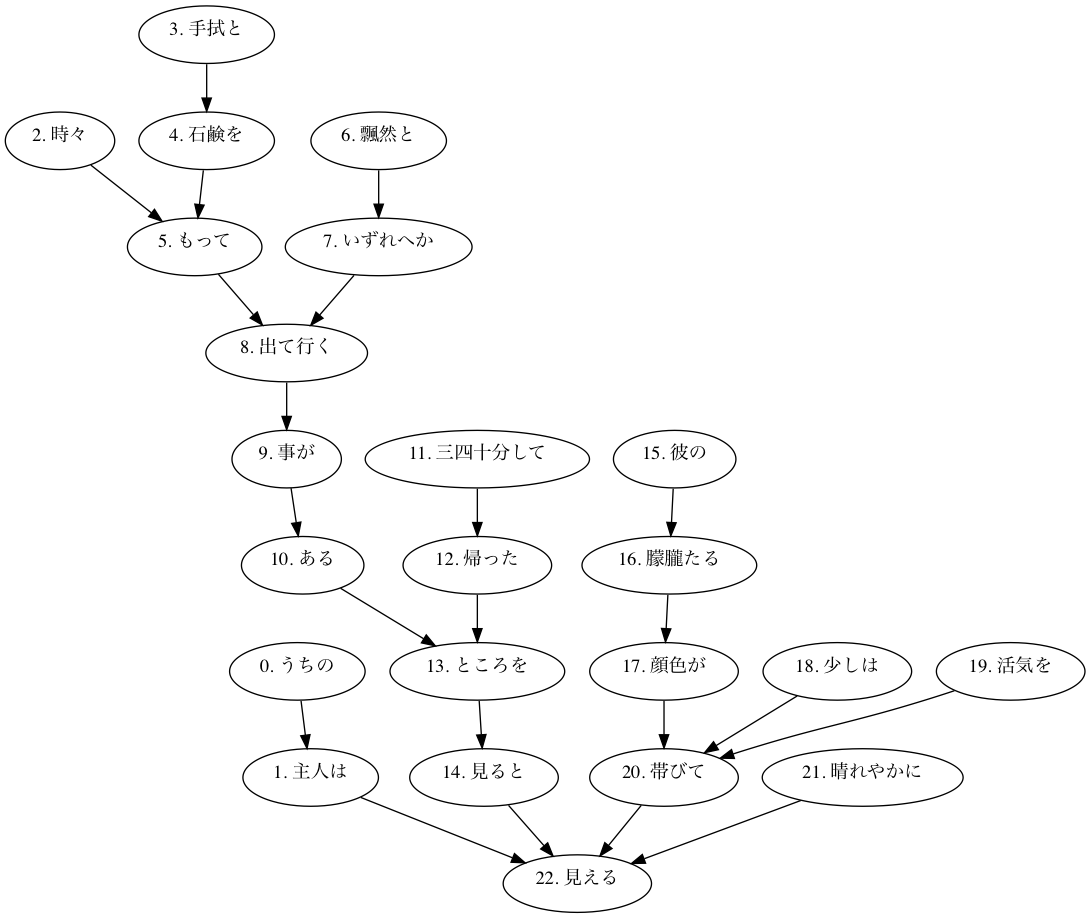 3. 手拭と
2. 時々
4. 石鹸を
6. 飄然と
5. もって
7. いずれへか
8. 出て行く
9. 事が
11. 三四十分して
15. 彼の
10. ある
12. 帰った
16. 朦朧たる
0. うちの
13. ところを
17. 顔色が
18. 少しは
19. 活気を
1. 主人は
14. 見ると
20. 帯びて
21. 晴れやかに
22. 見える